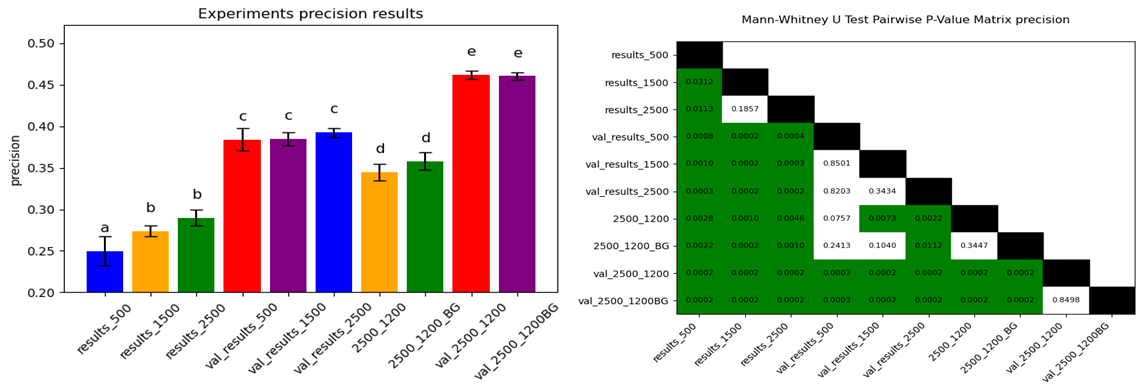 Experiments precision results
precision
0.50
0.45
0.40
0.35
0.30
0.25
0.20
a
b
b
c
c
c
d
d
e
e
results_500
results_1500
results_2500
val_results_500
val_results_1500
val_results_2500
2500_1200
2500_1200_BG
val_2500_1200
val_2500_1200BG
Mann-Whitney U Test Pairwise P-Value Matrix precision
results_500
results_1500 0.0312
results_2500 0.0113 0.1857
val_results_500 0.0008 0.0002 0.0004
val_results_1500 0.0010 0.0002 0.0003 0.8501
val_results_2500 0.0003 0.0002 0.0002 0.8203 0.3434
2500_1200 0.0028 0.0010 0.0046 0.0757 0.0073 0.0022
2500_1200_BG 0.0022 0.0002 0.0010 0.2413 0.1040 0.0112 0.3447
val_2500_1200 0.0002 0.0002 0.0002 0.0003 0.0002 0.0002 0.0002 0.0002
val_2500_1200BG 0.0002 0.0002 0.0002 0.0003 0.0002 0.0002 0.0002 0.0002 0.8498
results_500
results_1500
results_2500
val_results_500
val_results_1500
val_results_2500
2500_1200
2500_1200_BG
val_2500_1200
val_2500_1200BG